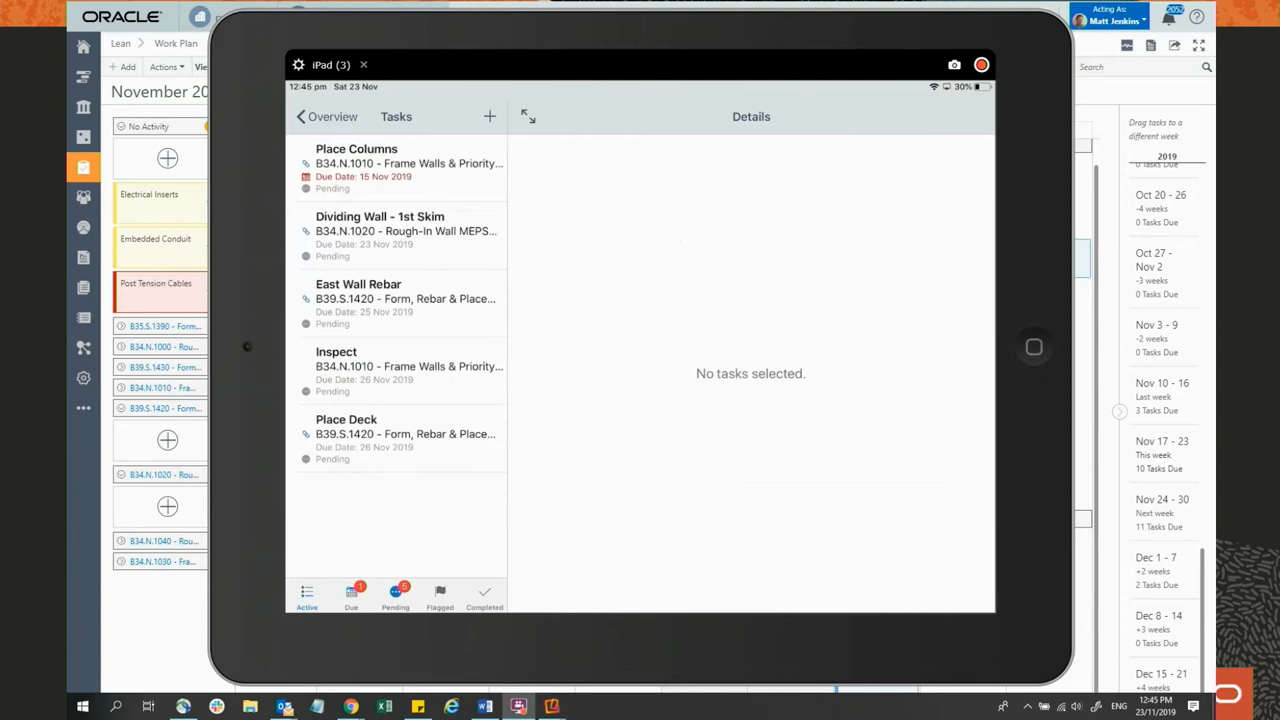 ORACLE
Acting As:
Matt Jenkins
2052
Lean
Work Plan
Add
Actions
Search
November 20
No Activity
Electrical Inserts
Embedded Conduit
Post Tension Cables
B35.S.1390 - Form...
B34.N.1000 - Rou...
B39.S.1430 - Form...
B34.N.1010 - Fra...
B39.S.1420 - Form...
B34.N.1020 - Rou...
B34.N.1040 - Rou...
B34.N.1030 - Fra...
iPad (3)
12:45 pm Sat 23 Nov
30%
Overview
Tasks
Details
Place Columns
B34.N.1010 - Frame Walls & Priority...
Due Date: 15 Nov 2019
Pending
Dividing Wall - 1st Skim
B34.N.1020 - Rough-In Wall MEPS...
Due Date: 23 Nov 2019
Pending
East Wall Rebar
B39.S.1420 - Form, Rebar & Place...
Due Date: 25 Nov 2019
Pending
Inspect
B34.N.1010 - Frame Walls & Priority...
Due Date: 26 Nov 2019
Pending
Place Deck
B39.S.1420 - Form, Rebar & Place...
Due Date: 26 Nov 2019
Pending
No tasks selected.
1
5
Active
Due
Pending
Flagged
Completed
Drag tasks to a
different week
2019
0 Tasks Due
Oct 20 - 26
-4 weeks
0 Tasks Due
Oct 27 -
Nov 2
-3 weeks
0 Tasks Due
Nov 3 - 9
-2 weeks
0 Tasks Due
Nov 10 - 16
Last week
3 Tasks Due
Nov 17 - 23
This week
10 Tasks Due
Nov 24 - 30
Next week
11 Tasks Due
Dec 1 - 7
+2 weeks
2 Tasks Due
Dec 8 - 14
+3 weeks
0 Tasks Due
Dec 15 - 21
+4 weeks
ENG
12:45 PM
23/11/2019